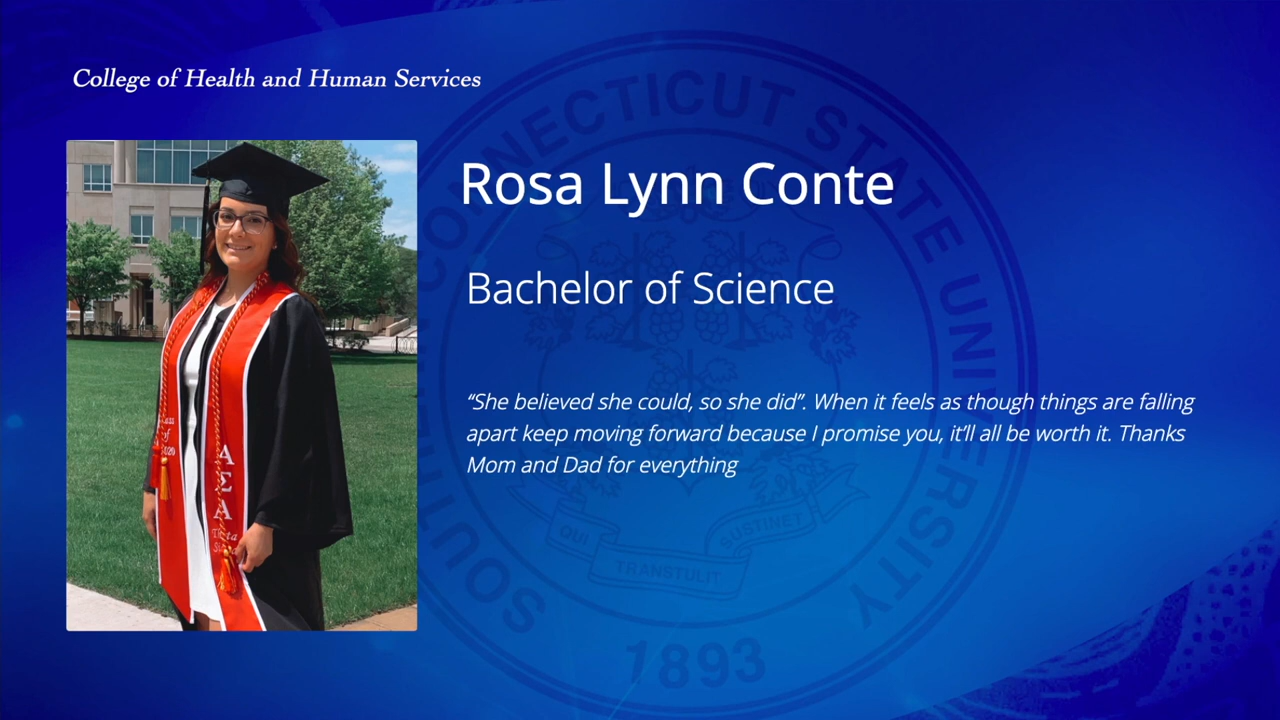 College of Health and Human Services
Rosa Lynn Conte
Bachelor of Science
“She believed she could, so she did”. When it feels as though things are falling
apart keep moving forward because I promise you, it’ll all be worth it. Thanks
Mom and Dad for everything
SOUTHERN CONNECTICUT STATE UNIVERSITY
QUI
TRANSTULIT
SUSTINET
1893
ΑΣΑ